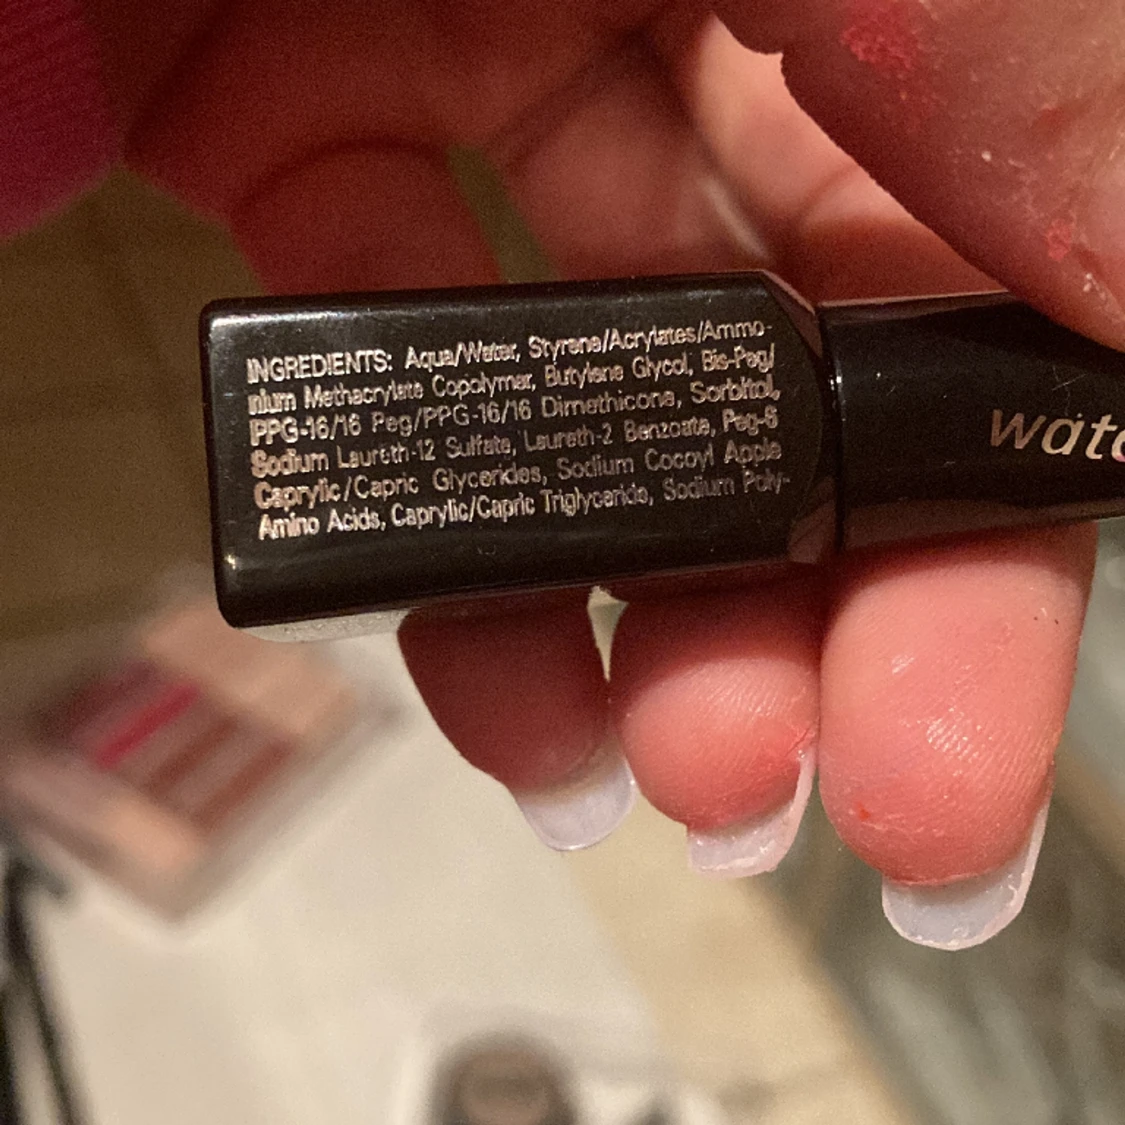 INGREDIENTS: Aqua/Water, Styrene/Acrylates/Ammo-
nium Methacrylate Copolymer, Butylene Glycol, Bis-Peg/
PPG-16/16 Peg/PPG-16/16 Dimethicone, Sorbitol,
Sodium Laureth-12 Sulfate, Laureth-2 Benzoate, Peg-6
Caprylic/Capric Glycerides, Sodium Cocoyl Apple
Amino Acids, Caprylic/Capric Triglyceride, Sodium Poly-
wate